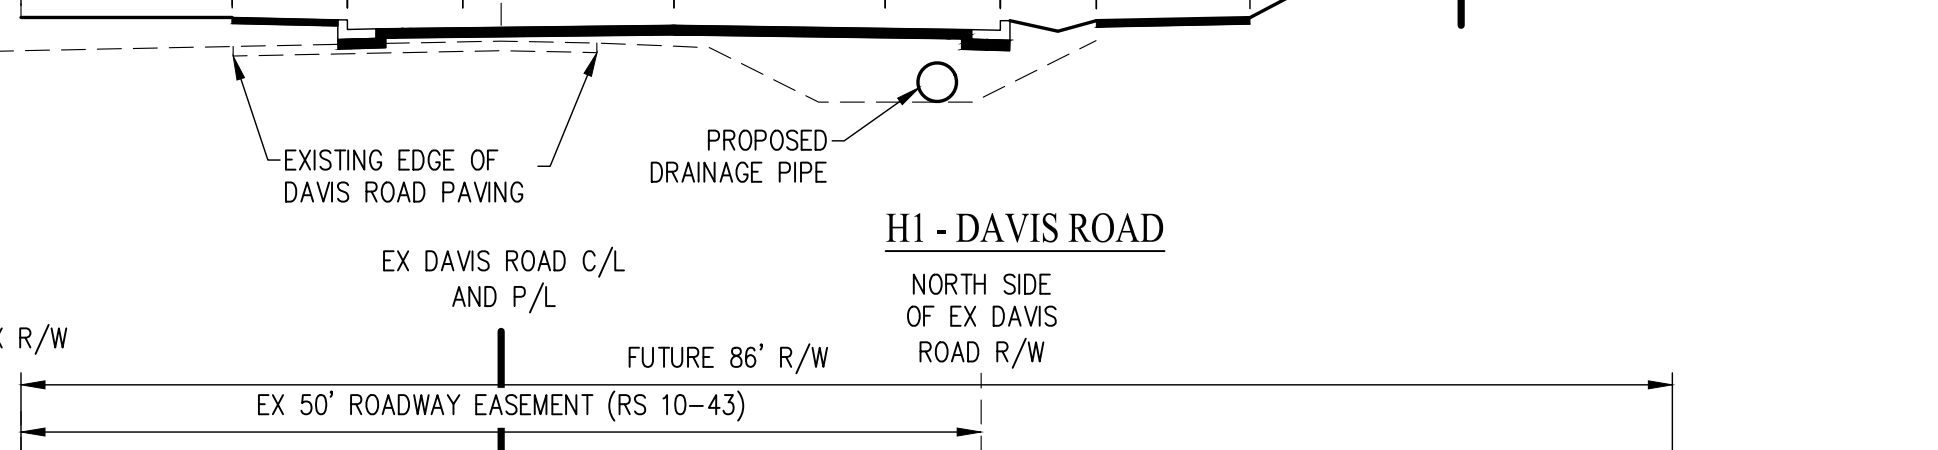 EXISTING EDGE OF
DAVIS ROAD PAVING
PROPOSED
DRAINAGE PIPE
H1 - DAVIS ROAD
EX DAVIS ROAD C/L
AND P/L
NORTH SIDE
OF EX DAVIS
ROAD R/W
R/W
FUTURE 86' R/W
EX 50' ROADWAY EASEMENT (RS 10-43)